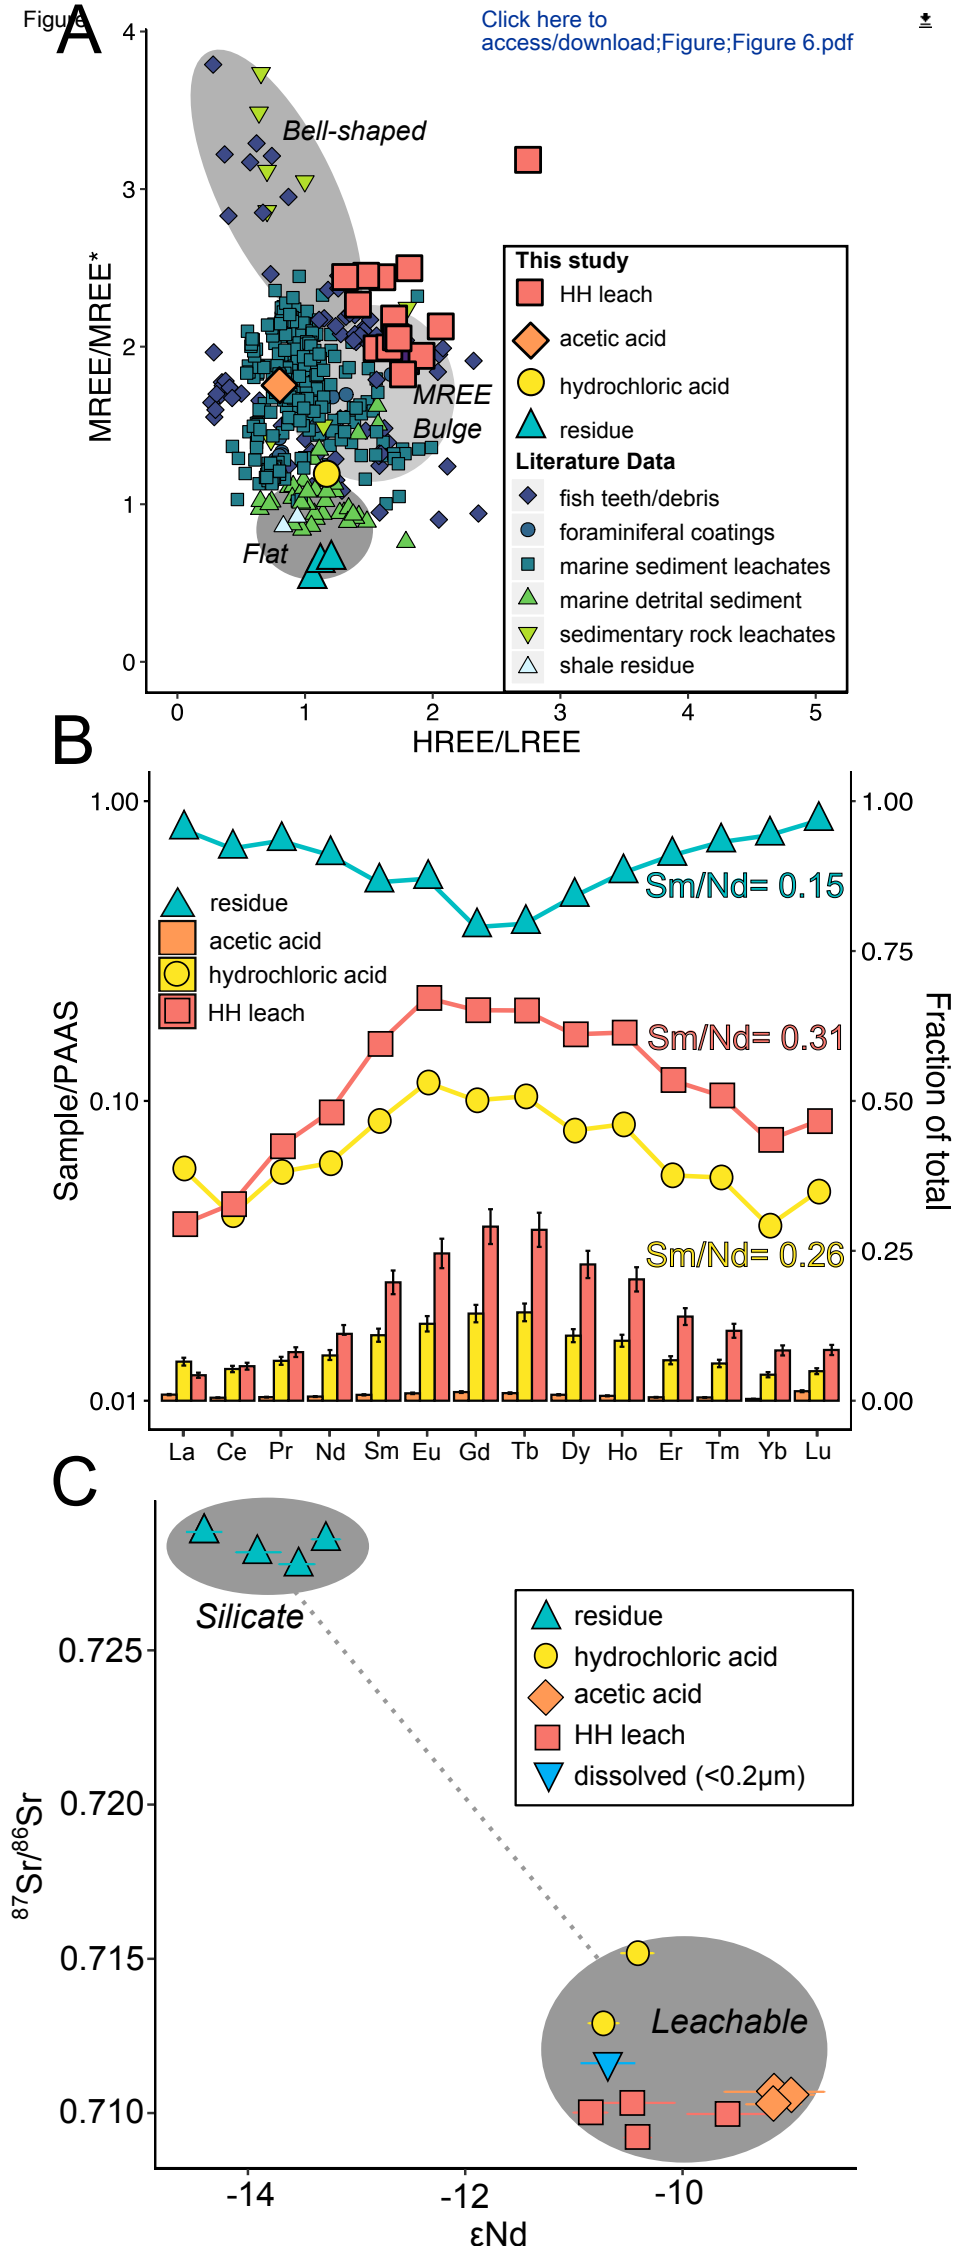 Figure
Click here to
access/download;Figure;Figure 6.pdf
A
4
3
2
1
0
MREE/MREE*
Bell-shaped
MREE
Bulge
Flat
This study
HH leach
acetic acid
hydrochloric acid
residue
Literature Data
fish teeth/debris
foraminiferal coatings
marine sediment leachates
marine detrital sediment
sedimentary rock leachates
shale residue
0 1 2 3 4 5
HREE/LREE
B
1.00
0.10
0.01
Sample/PAAS
residue
acetic acid
hydrochloric acid
HH leach
Sm/Nd= 0.15
Sm/Nd= 0.31
Sm/Nd= 0.26
1.00
0.75
0.50
0.25
0.00
Fraction of total
La Ce Pr Nd Sm Eu Gd Tb Dy Ho Er Tm Yb Lu
C
0.725
0.720
0.715
0.710
⁸⁷Sr/⁸⁶Sr
Silicate
residue
hydrochloric acid
acetic acid
HH leach
dissolved (<0.2µm)
Leachable
-14 -12 -10
εNd